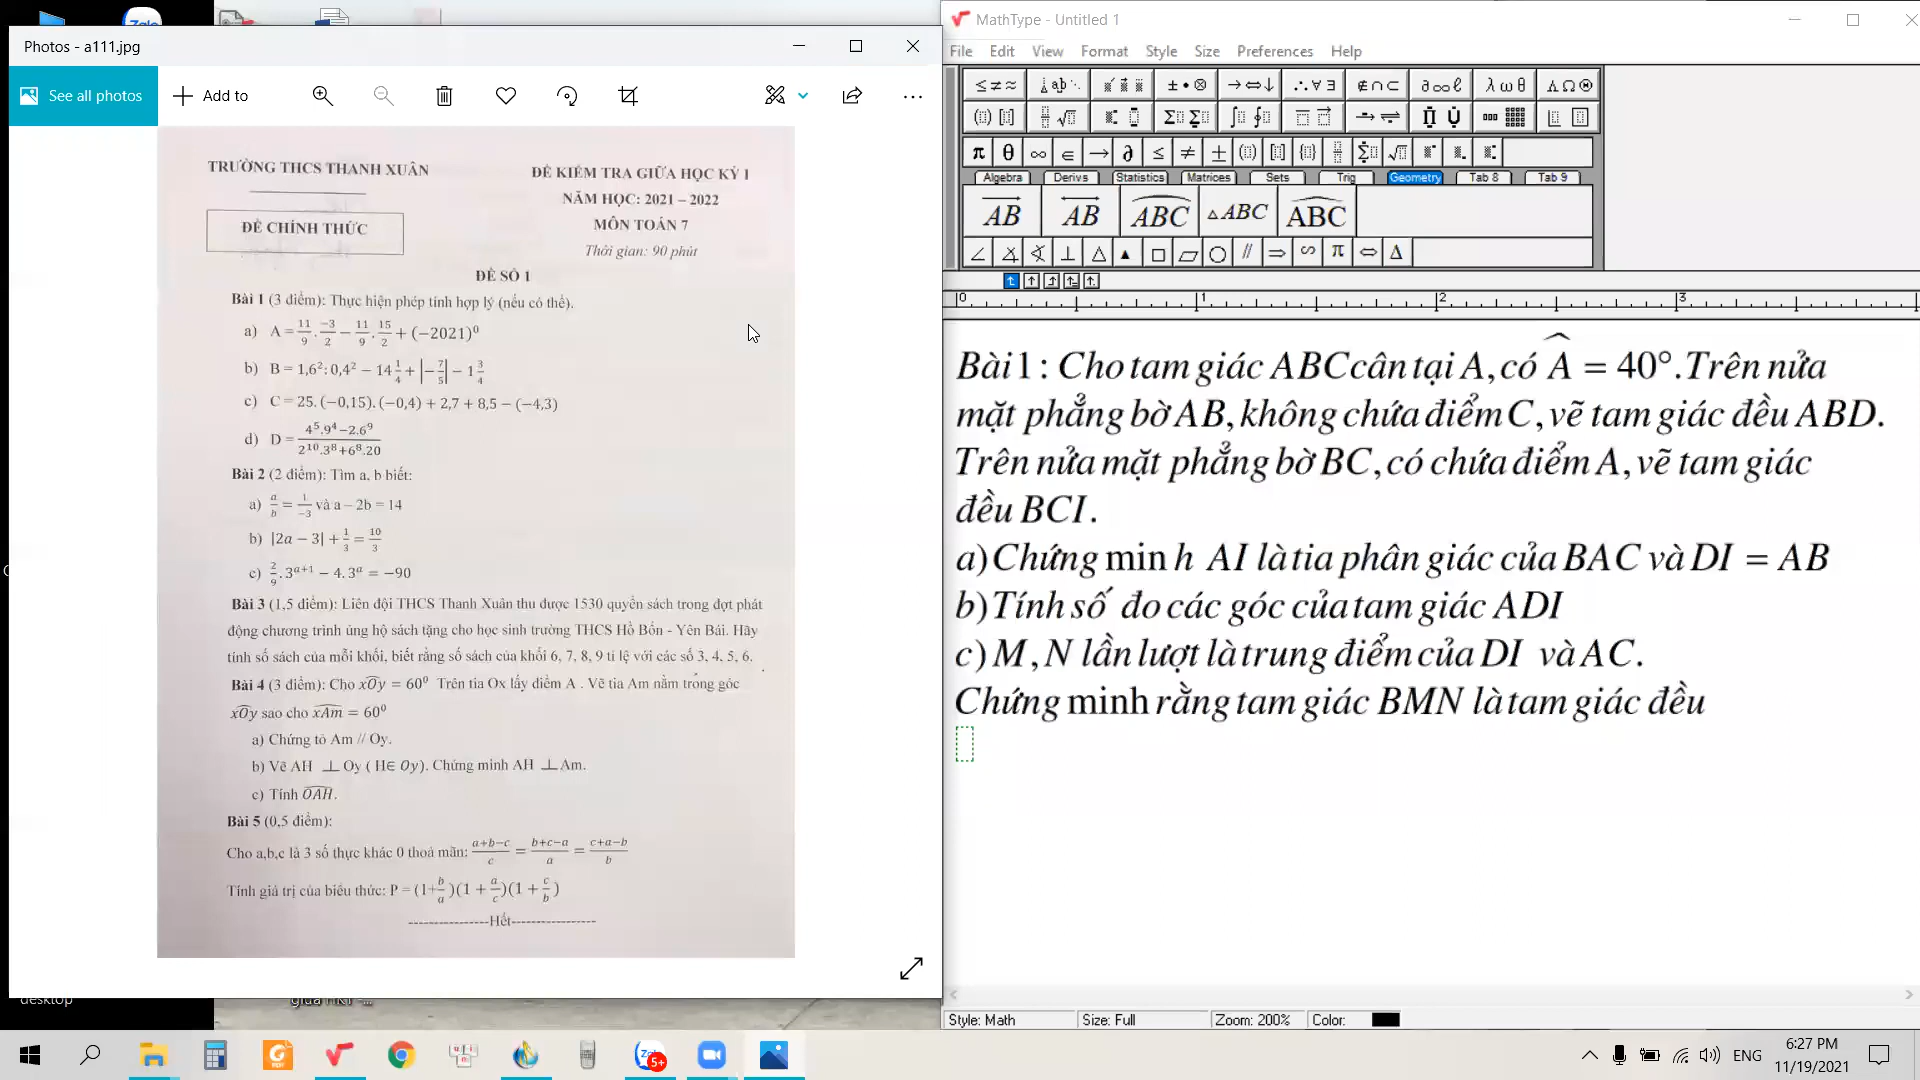 Zalo
Photos - a111.jpg
See all photos
Add to
TRƯỜNG THCS THANH XUÂN
ĐỀ CHÍNH THỨC
ĐỀ KIỂM TRA GIỮA HỌC KỲ I
NĂM HỌC: 2021 – 2022
MÔN TOÁN 7
Thời gian: 90 phút
ĐỀ SỐ 1
Bài 1 (3 điểm): Thực hiện phép tính hợp lý (nếu có thể).
a) A = 11/9 . -3/2 − 11/9 . 15/2 + (−2021)⁰
b) B = 1,6² : 0,4² − 14 1/4 + |−7/5| − 1 3/4
c) C = 25. (−0,15). (−0,4) + 2,7 + 8,5 − (−4,3)
d) D = (4⁵.9⁴−2.6⁹)/(2¹⁰.3⁸+6⁸.20)
Bài 2 (2 điểm): Tìm a, b biết:
a) a/b = 1/-3 và a – 2b = 14
b) |2a − 3| + 1/3 = 10/3
c) 2/9 . 3ᵃ⁺¹ − 4. 3ᵃ = −90
Bài 3 (1,5 điểm): Liên đội THCS Thanh Xuân thu được 1530 quyển sách trong đợt phát
động chương trình ủng hộ sách tặng cho học sinh trường THCS Hồ Bốn - Yên Bái. Hãy
tính số sách của mỗi khối, biết rằng số sách của khối 6, 7, 8, 9 tỉ lệ với các số 3, 4, 5, 6.
Bài 4 (3 điểm): Cho xOy = 60⁰ Trên tia Ox lấy điểm A . Vẽ tia Am nằm trong góc
xOy sao cho xAm = 60⁰
a) Chứng tỏ Am // Oy.
b) Vẽ AH ⊥ Oy ( H∈ Oy). Chứng minh AH ⊥ Am.
c) Tính OAH.
Bài 5 (0,5 điểm):
Cho a,b,c là 3 số thực khác 0 thoả mãn: (a+b−c)/c = (b+c−a)/a = (c+a−b)/b
Tính giá trị của biểu thức: P = (1+b/a)(1 + a/c)(1 + c/b)
----------------Hết-----------------
desktop
MathType - Untitled 1
File Edit View Format Style Size Preferences Help
Algebra Derivs Statistics Matrices Sets Trig Geometry Tab 8 Tab 9
AB AB ABC △ABC ABC
0 1 2 3
Bài 1 : Cho tam giác ABC cân tại A, có A = 40°. Trên nửa
mặt phẳng bờ AB, không chứa điểm C, vẽ tam giác đều ABD.
Trên nửa mặt phẳng bờ BC, có chứa điểm A, vẽ tam giác
đều BCI.
a) Chứng min h AI là tia phân giác của BAC và DI = AB
b) Tính số đo các góc của tam giác ADI
c) M, N lần lượt là trung điểm của DI và AC.
Chứng minh rằng tam giác BMN là tam giác đều
Style: Math Size: Full Zoom: 200% Color:
5+
ENG
6:27 PM
11/19/2021